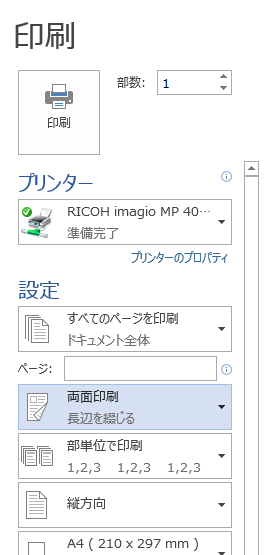 印刷
部数: 1
印刷
プリンター
RICOH imagio MP 40...
準備完了
プリンターのプロパティ
設定
すべてのページを印刷
ドキュメント全体
ページ:
両面印刷
長辺を綴じる
部単位で印刷
1,2,3 1,2,3 1,2,3
縦方向
A4 ( 210 x 297 mm )